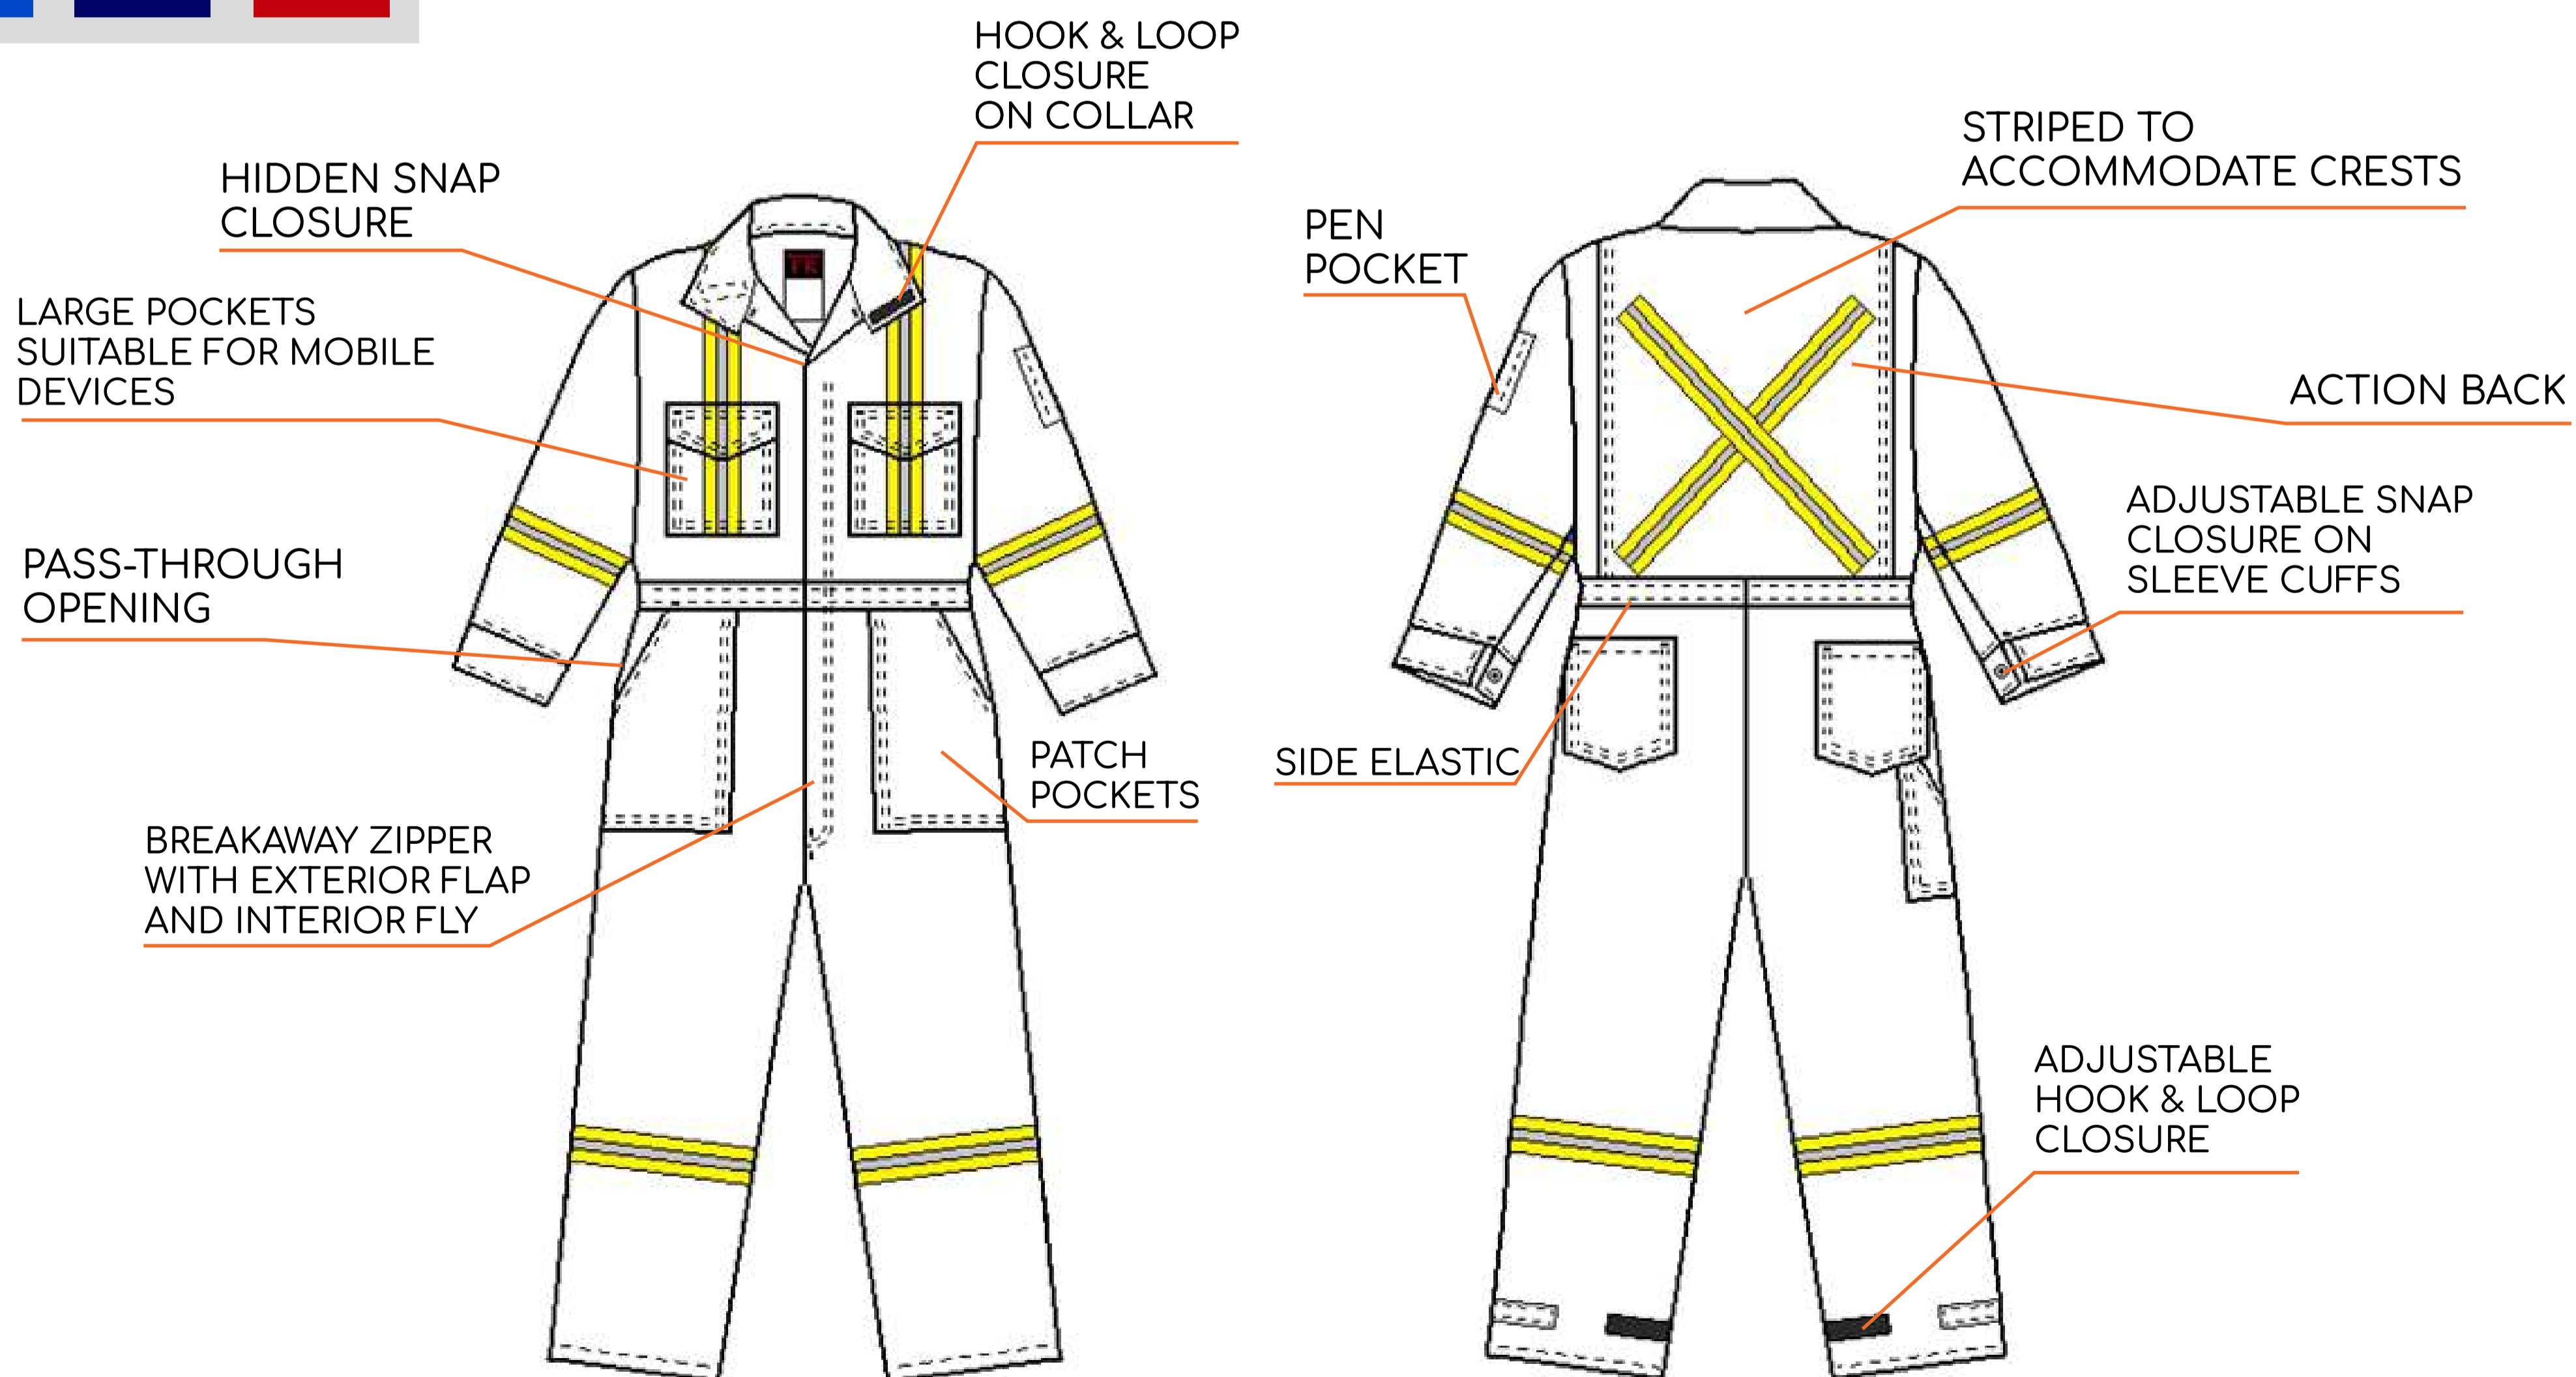 HOOK & LOOP
CLOSURE
ON COLLAR
HIDDEN SNAP
CLOSURE
LARGE POCKETS
SUITABLE FOR MOBILE
DEVICES
PASS-THROUGH
OPENING
BREAKAWAY ZIPPER
WITH EXTERIOR FLAP
AND INTERIOR FLY
PATCH
POCKETS
FR
STRIPED TO
ACCOMMODATE CRESTS
PEN
POCKET
ACTION BACK
ADJUSTABLE SNAP
CLOSURE ON
SLEEVE CUFFS
SIDE ELASTIC
ADJUSTABLE
HOOK & LOOP
CLOSURE